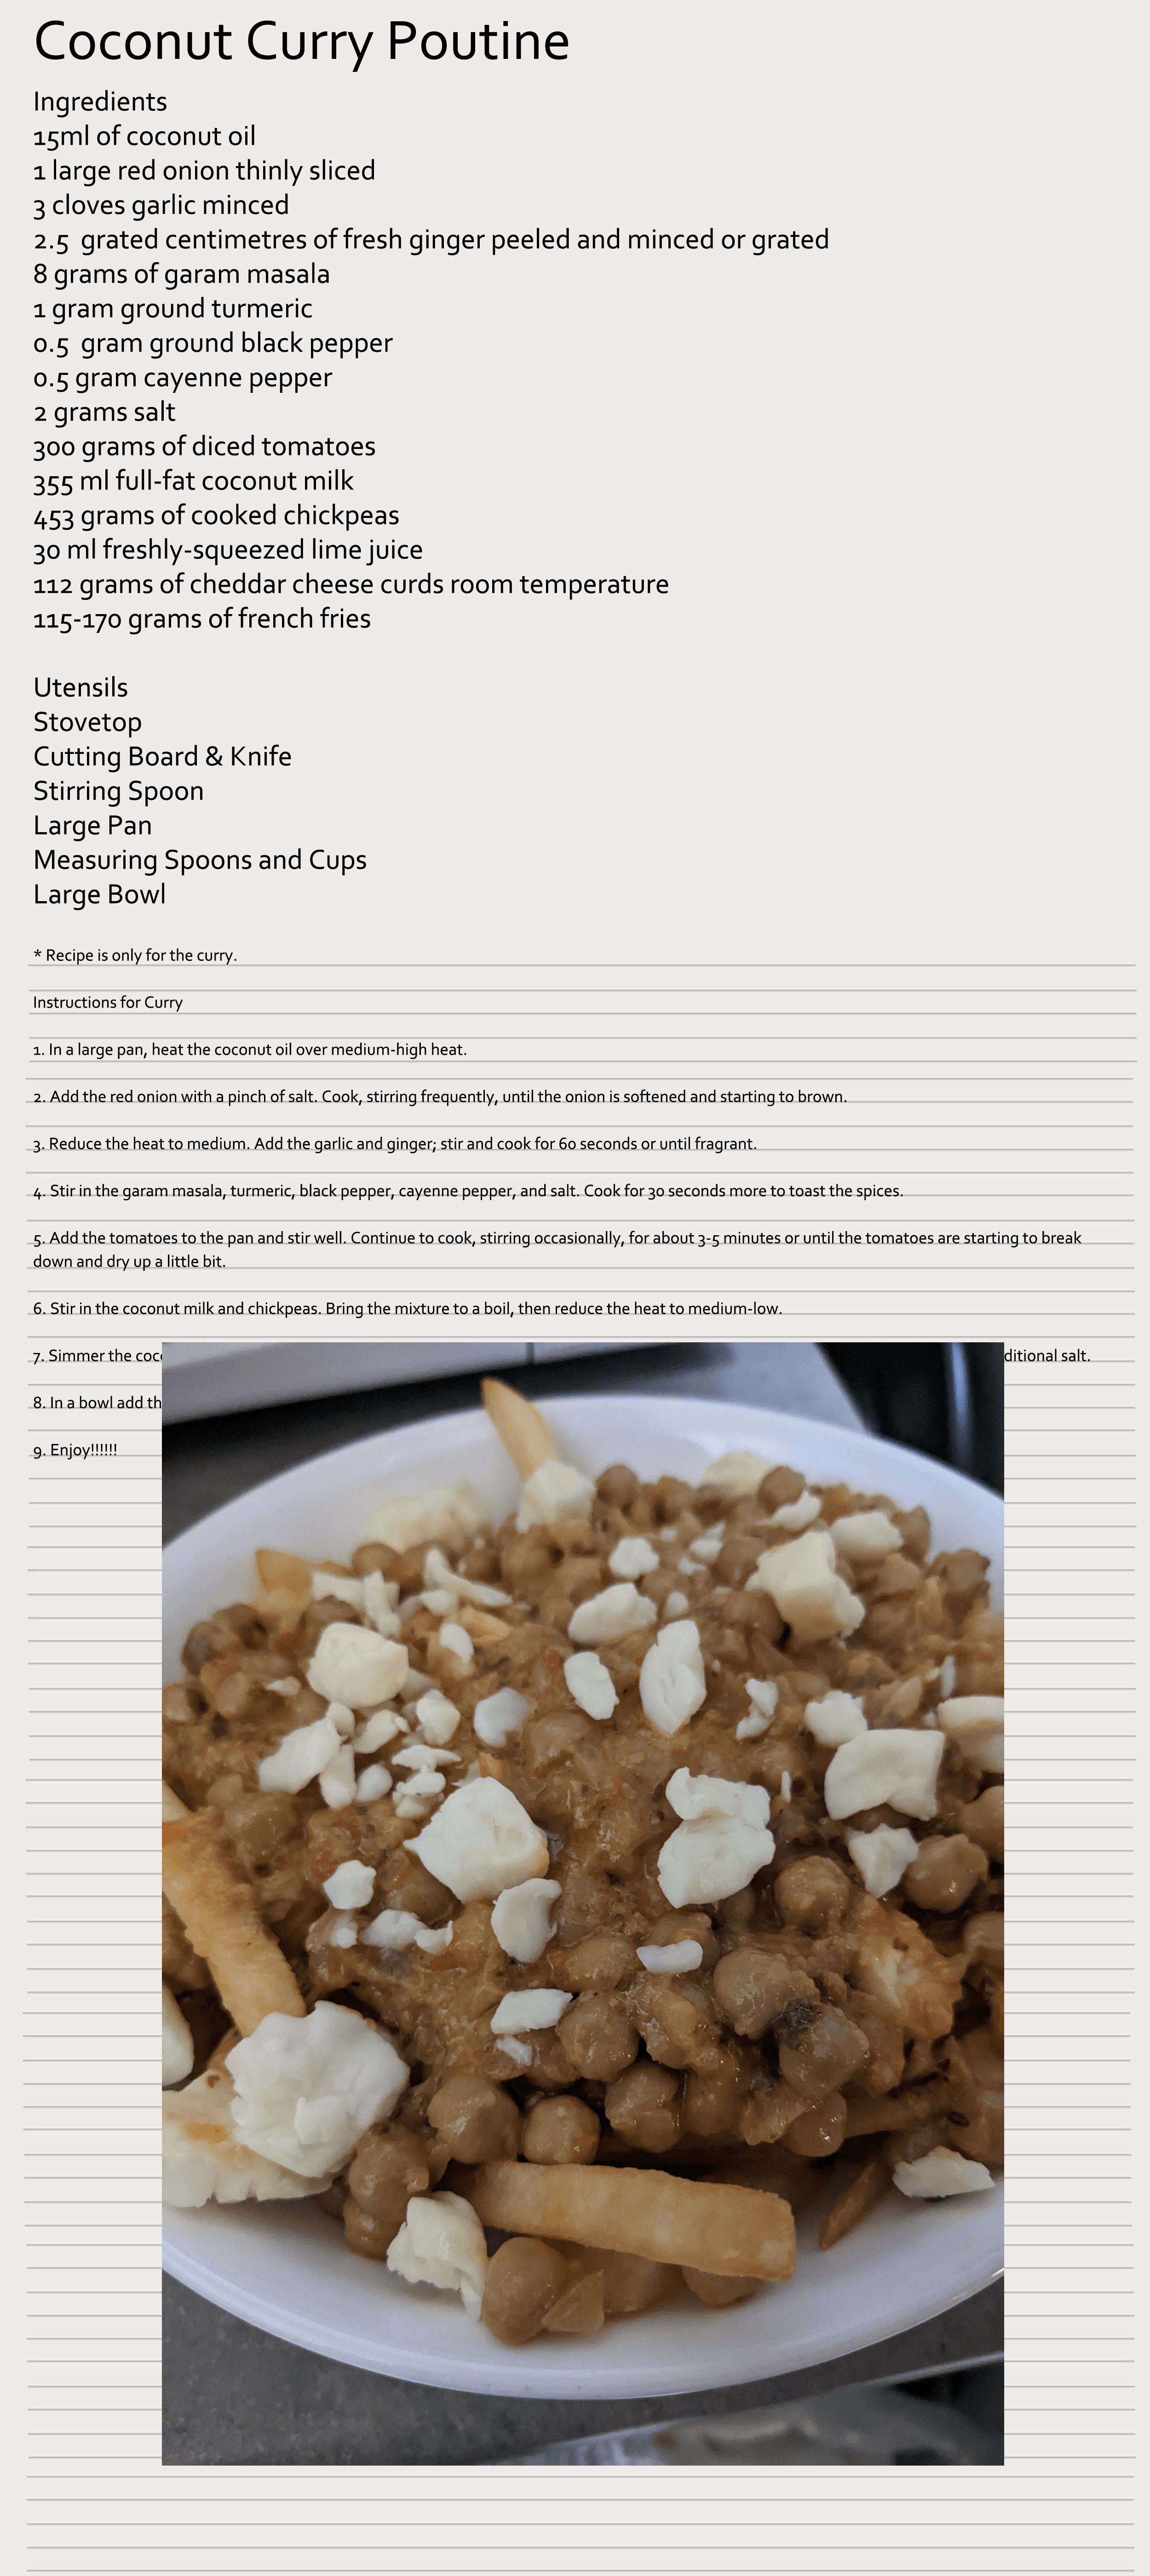 Coconut Curry Poutine
Ingredients
15ml of coconut oil
1 large red onion thinly sliced
3 cloves garlic minced
2.5  grated centimetres of fresh ginger peeled and minced or grated
8 grams of garam masala
1 gram ground turmeric
0.5  gram ground black pepper
0.5 gram cayenne pepper
2 grams salt
300 grams of diced tomatoes
355 ml full-fat coconut milk
453 grams of cooked chickpeas
30 ml freshly-squeezed lime juice
112 grams of cheddar cheese curds room temperature
115-170 grams of french fries
Utensils
Stovetop
Cutting Board & Knife
Stirring Spoon
Large Pan
Measuring Spoons and Cups
Large Bowl
* Recipe is only for the curry.
Instructions for Curry
1. In a large pan, heat the coconut oil over medium-high heat.
2. Add the red onion with a pinch of salt. Cook, stirring frequently, until the onion is softened and starting to brown.
3. Reduce the heat to medium. Add the garlic and ginger; stir and cook for 60 seconds or until fragrant.
4. Stir in the garam masala, turmeric, black pepper, cayenne pepper, and salt. Cook for 30 seconds more to toast the spices.
5. Add the tomatoes to the pan and stir well. Continue to cook, stirring occasionally, for about 3-5 minutes or until the tomatoes are starting to break
down and dry up a little bit.
6. Stir in the coconut milk and chickpeas. Bring the mixture to a boil, then reduce the heat to medium-low.
7. Simmer the salt.
8. In a bowl add
9. Enjoy!!!!!!